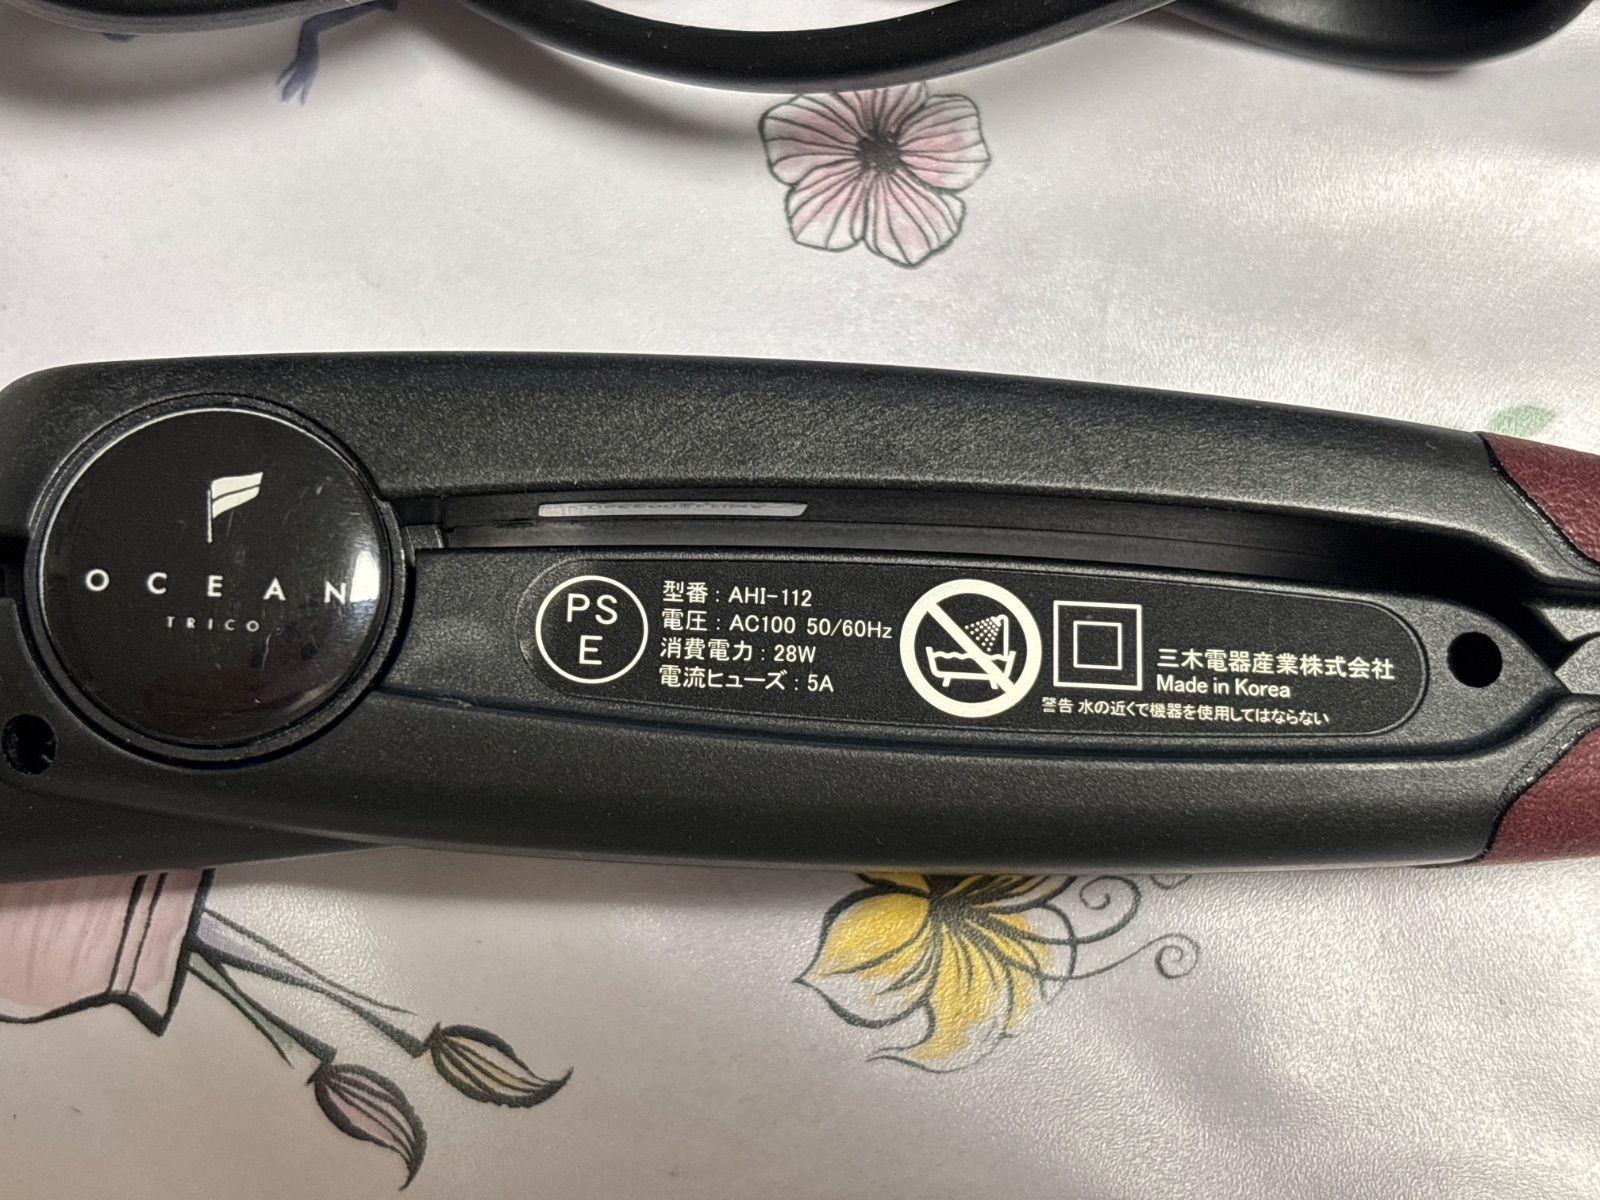 OCEAN
TRICO
PS
E
型番 : AHI-112
電圧 : AC100 50/60Hz
消費電力 : 28W
電流ヒューズ : 5A
三木電器産業株式会社
Made in Korea
警告 水の近くで機器を使用してはならない